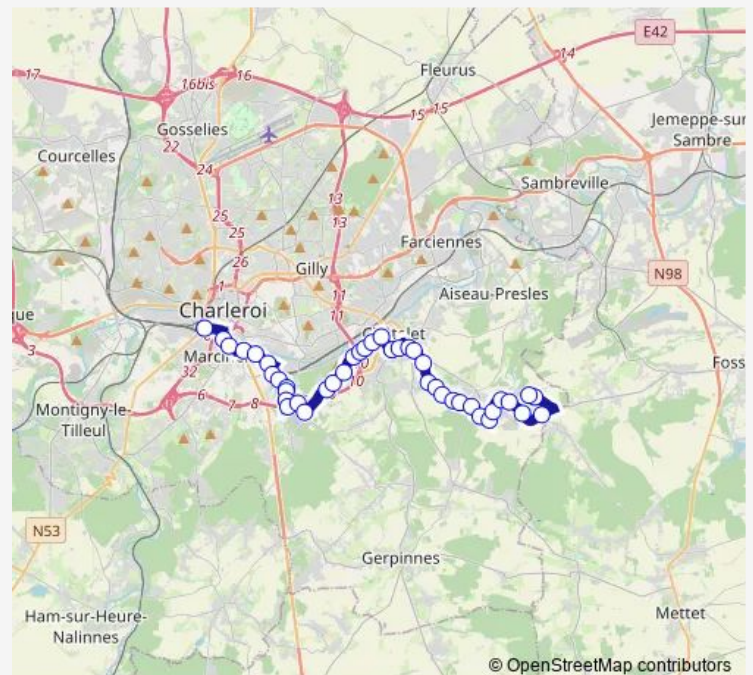 E42
14
17
16bis
16
Fleurus
15
15
Gosselies
22
Jemeppe-sur
Sambre
Courcelles
24
Sambreville
13
13
25
25
26
Farciennes
Gilly
N98
1
11
11
Aiseau-Presles
que
Charleroi
3
Foss
32
10
Montigny-le-
Tilleul
6
7
8
N53
Gerpinnes
Ham-sur-Heure-
Nalinnes
Mettet
© OpenStreetMap contributors